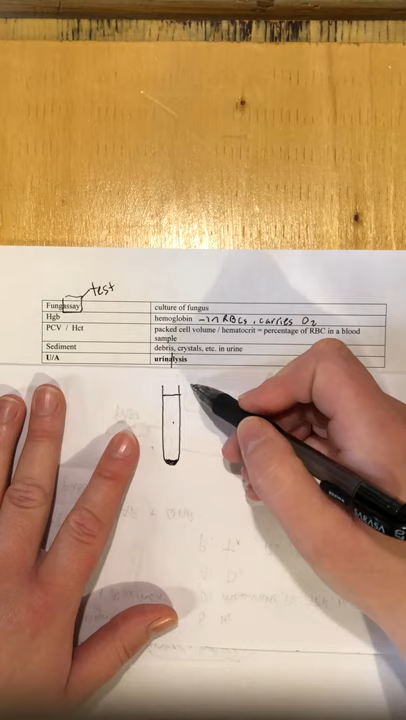 test
Fungassay culture of fungus
Hgb hemoglobin - in RBCs, carries O2
PCV / Hct packed cell volume / hematocrit = percentage of RBC in a blood
sample
Sediment debris, crystals, etc. in urine
U/A urinalysis
SARASA